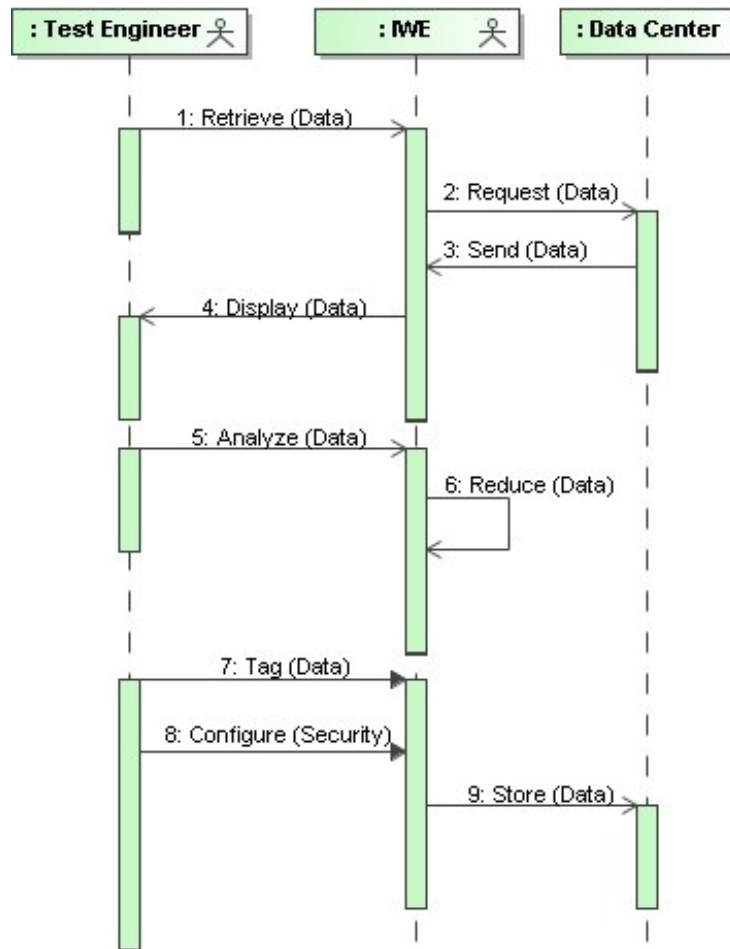 : Test Engineer
: IWE
: Data Center
1: Retrieve (Data)
2: Request (Data)
3: Send (Data)
4: Display (Data)
5: Analyze (Data)
6: Reduce (Data)
7: Tag (Data)
8: Configure (Security)
9: Store (Data)